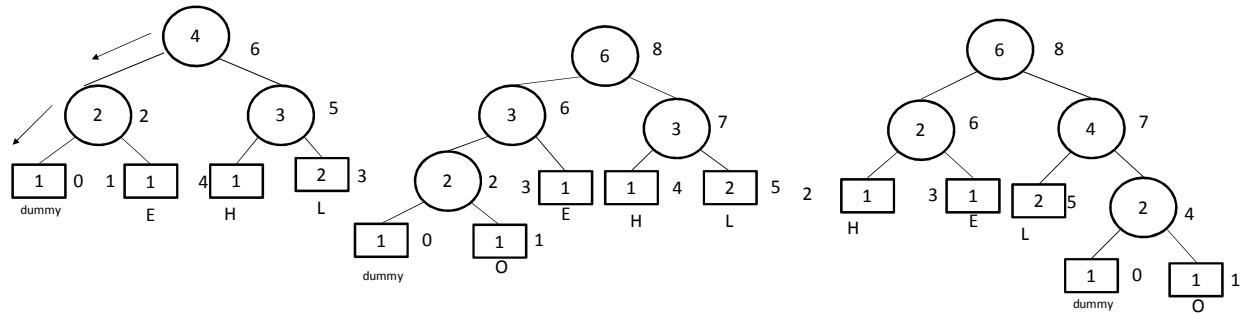 4 6
2 2 3 5
1 0 1 1 4 1 2 3
dummy E H L
6 8
3 6 3 7
2 2 3 1 1 4 2 5
E H L
1 0 1 1
dummy O
6 8
2 6 4 7
2 1 3 1 2 5 2 4
H E L
1 0 1 1
dummy O